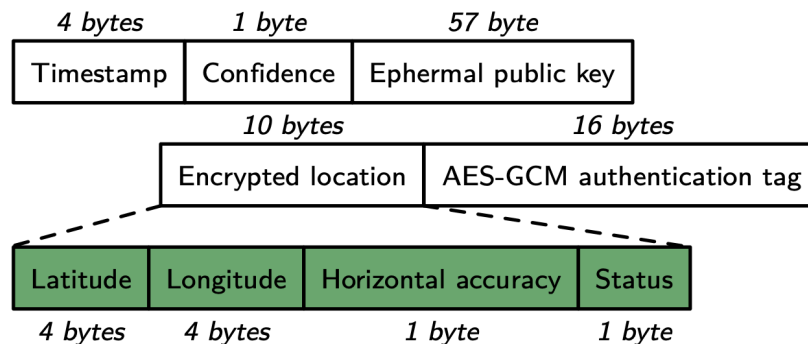 4 bytes 1 byte 57 byte
Timestamp Confidence Ephermal public key
10 bytes 16 bytes
Encrypted location AES-GCM authentication tag
Latitude Longitude Horizontal accuracy Status
4 bytes 4 bytes 1 byte 1 byte